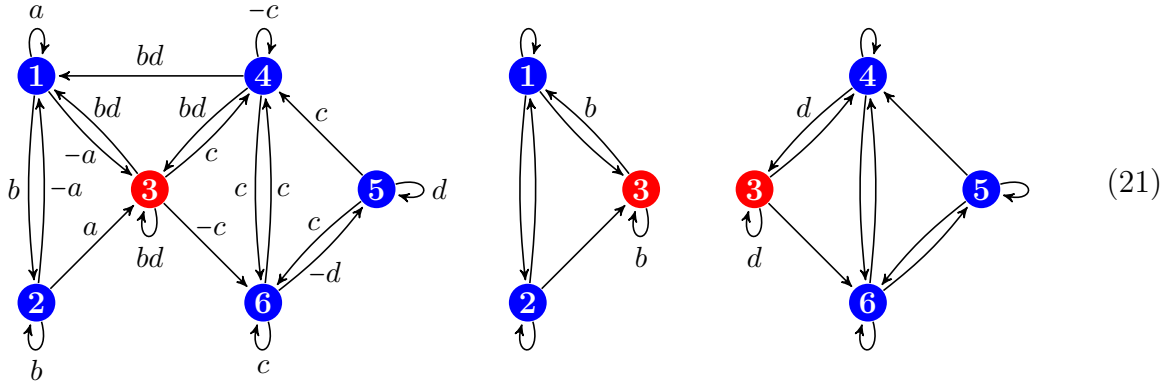 a −c
bd
1 4 1 4
bd bd c b d
−a c
b −a 3 c c 5 d 3 3 5 (21)
a −c c
bd −d b d
2 6 2 6
b c